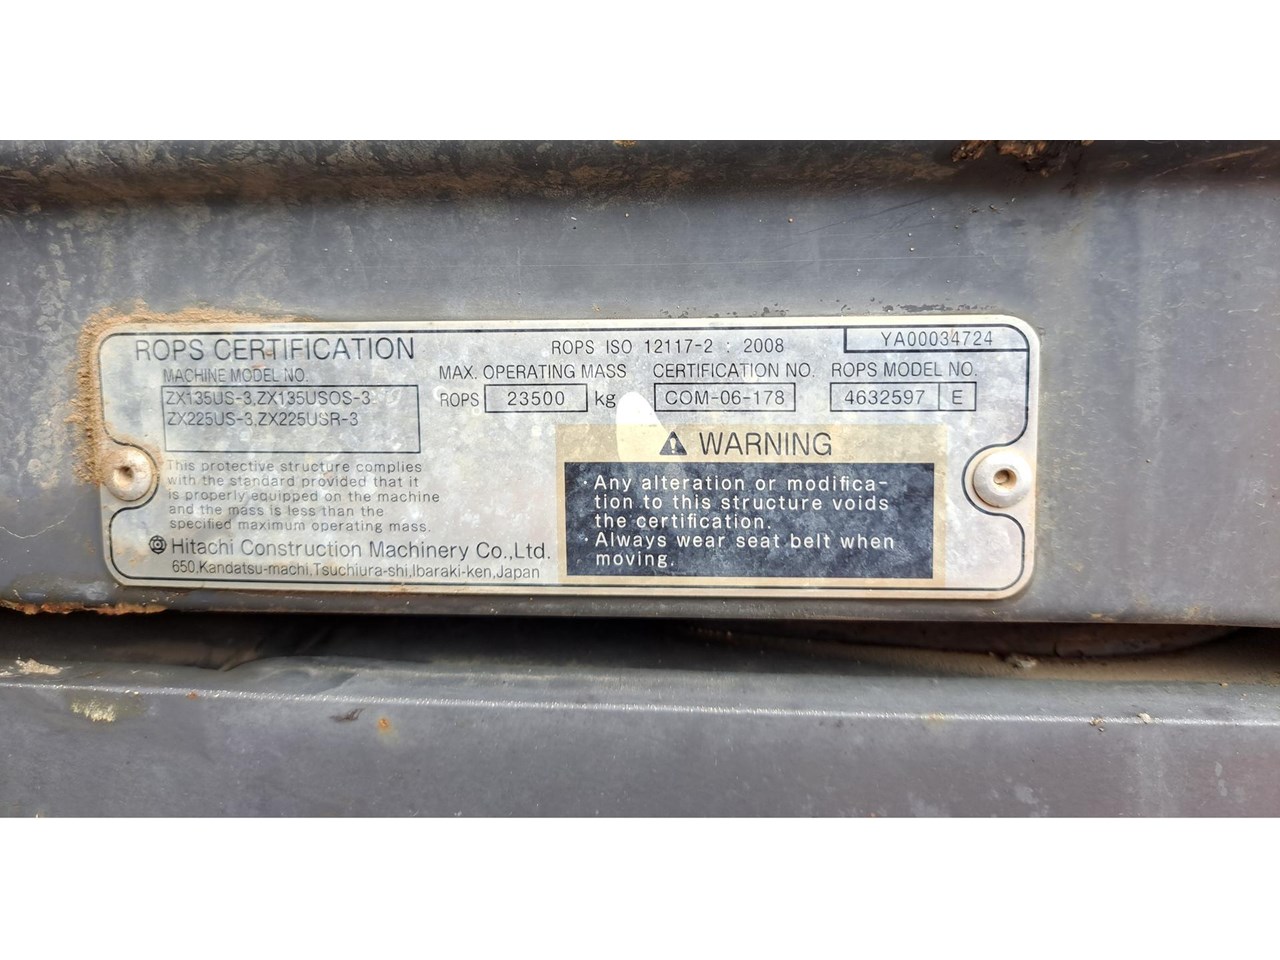 ROPS CERTIFICATION
ROPS ISO 12117-2 : 2008
YA00034724
MACHINE MODEL NO.
ZX135US-3,ZX135USOS-3
ZX225US-3,ZX225USR-3
MAX. OPERATING MASS
ROPS 23500 kg
CERTIFICATION NO.
COM-06-178
ROPS MODEL NO.
4632597 E
This protective structure complies
with the standard provided that it
is properly equipped on the machine
and the mass is less than the
specified maximum operating mass.
Hitachi Construction Machinery Co.,Ltd.
650,Kandatsu-machi,Tsuchiura-shi,Ibaraki-ken,Japan
WARNING
・Any alteration or modifica-
tion to this structure voids
the certification.
・Always wear seat belt when
moving.